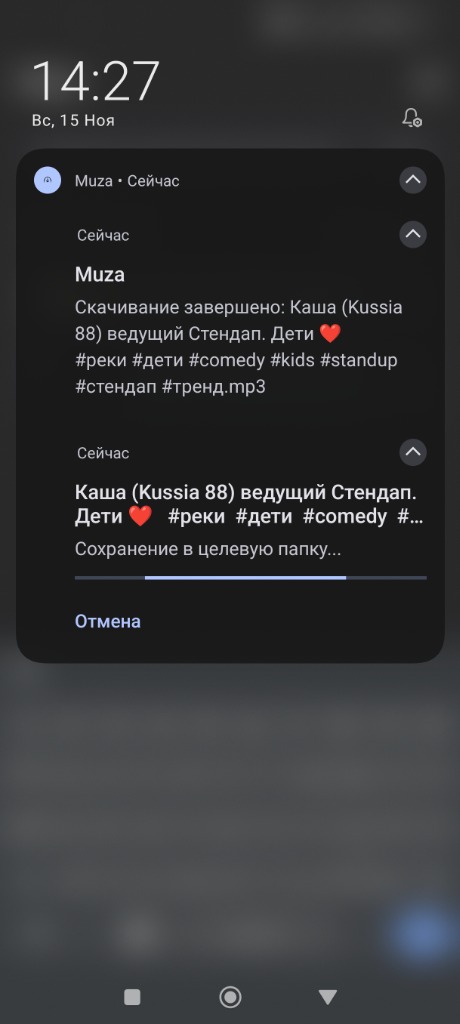 14:27
Вс, 15 Ноя
Muza • Сейчас
Сейчас
Muza
Скачивание завершено: Каша (Kussia
88) ведущий Стендап. Дети ❤️
#реки #дети #comedy #kids #standup
#стендап #тренд.mp3
Сейчас
Каша (Kussia 88) ведущий Стендап.
Дети ❤️ #реки #дети #comedy #...
Сохранение в целевую папку...
Отмена